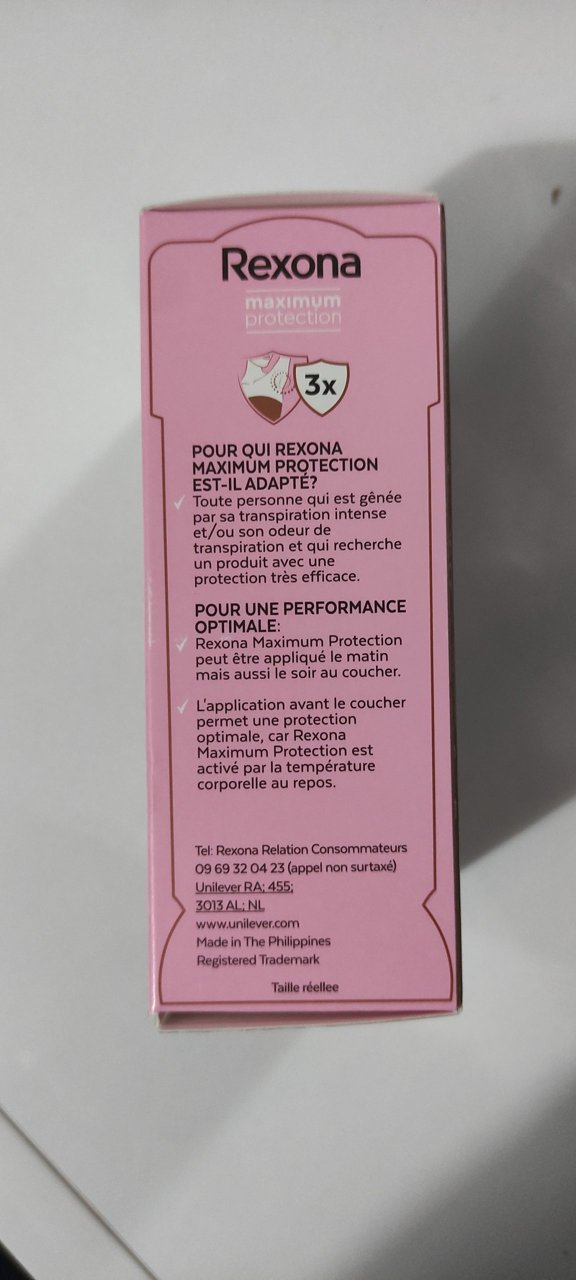 Rexona
maximum
protection
3x
POUR QUI REXONA
MAXIMUM PROTECTION
EST-IL ADAPTÉ?
Toute personne qui est gênée
par sa transpiration intense
et/ou son odeur de
transpiration et qui recherche
un produit avec une
protection très efficace.
POUR UNE PERFORMANCE
OPTIMALE:
Rexona Maximum Protection
peut être appliqué le matin
mais aussi le soir au coucher.
L'application avant le coucher
permet une protection
optimale, car Rexona
Maximum Protection est
activé par la température
corporelle au repos.
Tel: Rexona Relation Consommateurs
09 69 32 04 23 (appel non surtaxé)
Unilever RA; 455;
3013 AL; NL
www.unilever.com
Made in The Philippines
Registered Trademark
Taille réellee